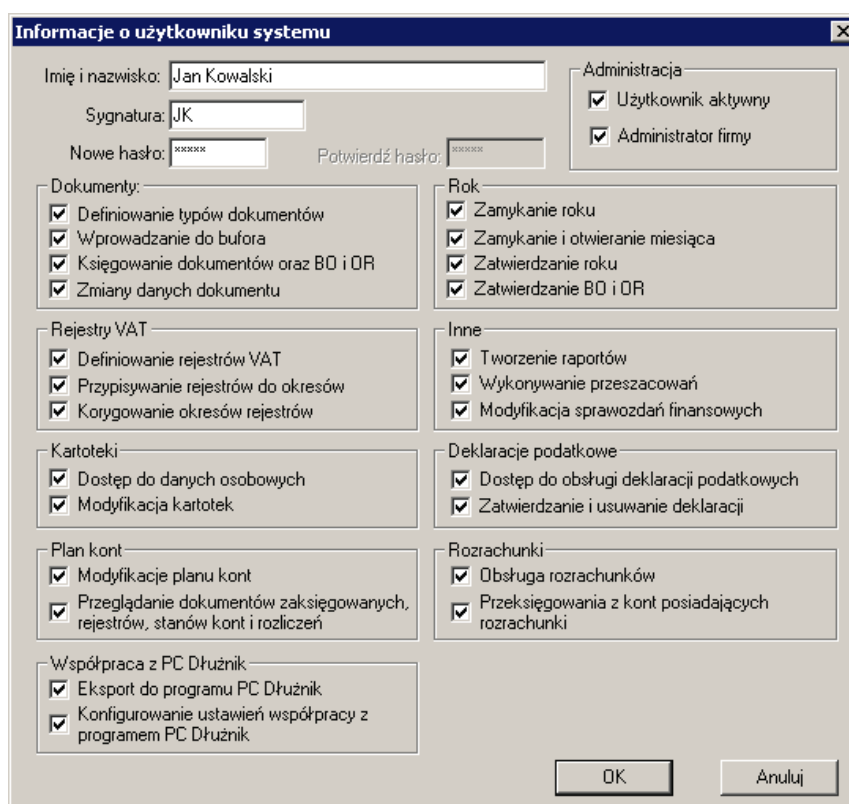 Informacje o użytkowniku systemu
Imię i nazwisko: Jan Kowalski
Sygnatura: JK
Nowe hasło: ***** Potwierdź hasło: *****
Administracja
Użytkownik aktywny
Administrator firmy
Dokumenty:
Definiowanie typów dokumentów
Wprowadzanie do bufora
Księgowanie dokumentów oraz BO i OR
Zmiany danych dokumentu
Rok
Zamykanie roku
Zamykanie i otwieranie miesiąca
Zatwierdzanie roku
Zatwierdzanie BO i OR
Rejestry VAT
Definiowanie rejestrów VAT
Przypisywanie rejestrów do okresów
Korygowanie okresów rejestrów
Inne
Tworzenie raportów
Wykonywanie przeszacowań
Modyfikacja sprawozdań finansowych
Kartoteki
Dostęp do danych osobowych
Modyfikacja kartotek
Deklaracje podatkowe
Dostęp do obsługi deklaracji podatkowych
Zatwierdzanie i usuwanie deklaracji
Plan kont
Modyfikacje planu kont
Przeglądanie dokumentów zaksięgowanych,
rejestrów, stanów kont i rozliczeń
Rozrachunki
Obsługa rozrachunków
Przeksięgowania z kont posiadających
rozrachunki
Współpraca z PC Dłużnik
Eksport do programu PC Dłużnik
Konfigurowanie ustawień współpracy z
programem PC Dłużnik
OK
Anuluj